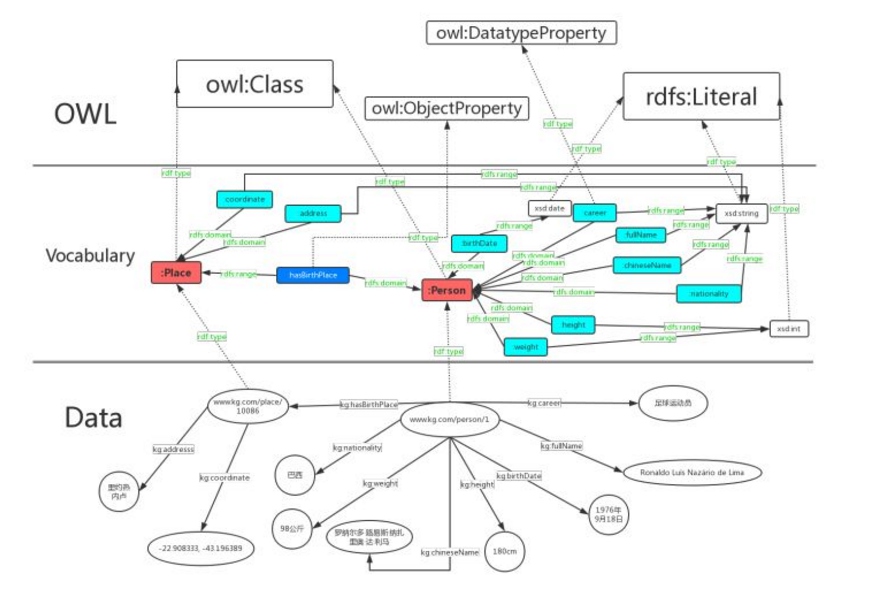 owl:DatatypeProperty
owl:Class
owl:ObjectProperty
rdfs:Literal
OWL
rdf:type
rdf:type
rdf:type
rdf:type
rdfs:range
rdf:type
rdfs:range
coordinate
address
xsd:date
career
rdfs:range
xsd:string
rdf:type
rdfs:range
rdfs:range
fullName
rdfs:domain
rdfs:domain
rdf:type
birthDate
rdfs:range
Vocabulary
rdfs:domain
rdfs:domain
rdfs:domain
chineseName
rdfs:range
:Place
rdfs:range
hasBirthPlace
rdfs:domain
:Person
rdfs:domain
rdfs:domain
nationality
rdfs:domain
rdfs:domain
height
rdfs:range
xsd:int
rdf:type
rdf:type
weight
rdfs:range
Data
www.kg.com/place/
10086
kg:hasBirthPlace
www.kg.com/person/1
kg:career
足球运动员
kg:addresss
kg:nationality
kg:fullName
kg:coordinate
巴西
kg:weight
kg:height
kg:birthDate
Ronaldo Luís Nazário de Lima
里约热
内卢
98公斤
罗纳尔多·路易斯·纳扎
里奥·达·利马
kg:chineseName
180cm
1976年
9月18日
-22.908333, -43.196389